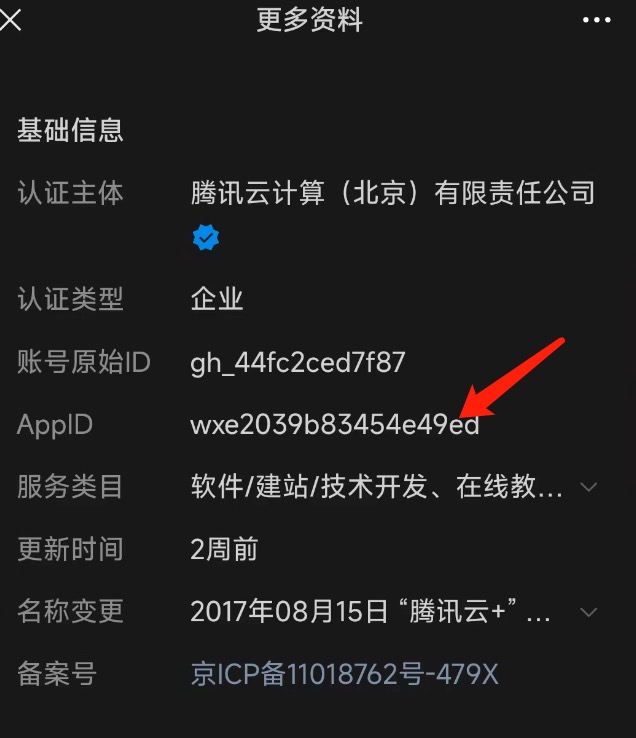 更多资料
基础信息
认证主体 腾讯云计算（北京）有限责任公司
认证类型 企业
账号原始ID gh_44fc2ced7f87
AppID wxe2039b83454e49ed
服务类目 软件/建站/技术开发、在线教...
更新时间 2周前
名称变更 2017年08月15日 “腾讯云+” ...
备案号 京ICP备11018762号-479X